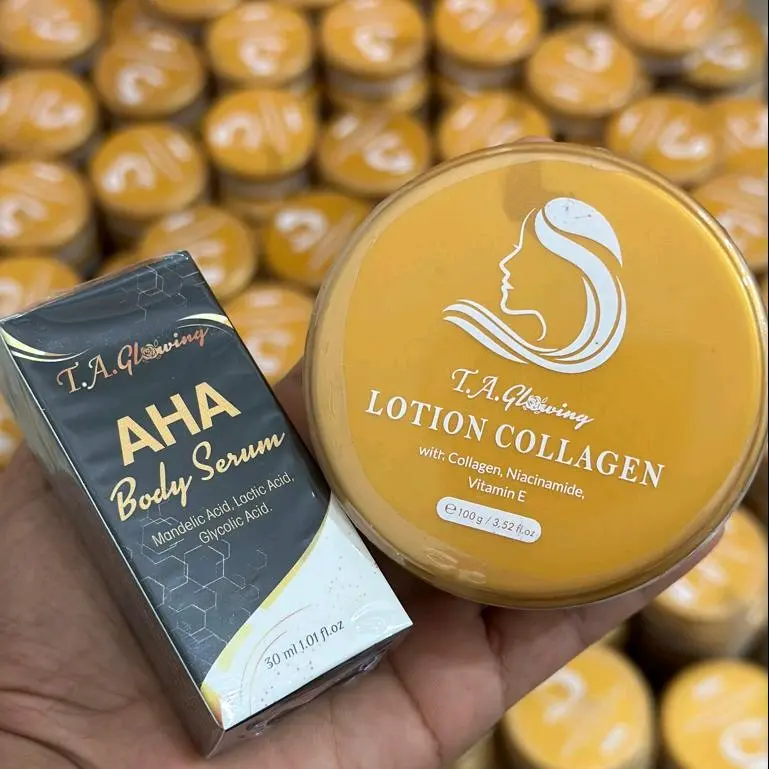 T.A.Glowing
AHA
Body Serum
Mandelic Acid, Lactic Acid,
Glycolic Acid.
30 ml 1.01 fl.oz
T.A.Glowing
LOTION COLLAGEN
with: Collagen, Niacinamide,
Vitamin E
℮ 100 g / 3,52 fl.oz